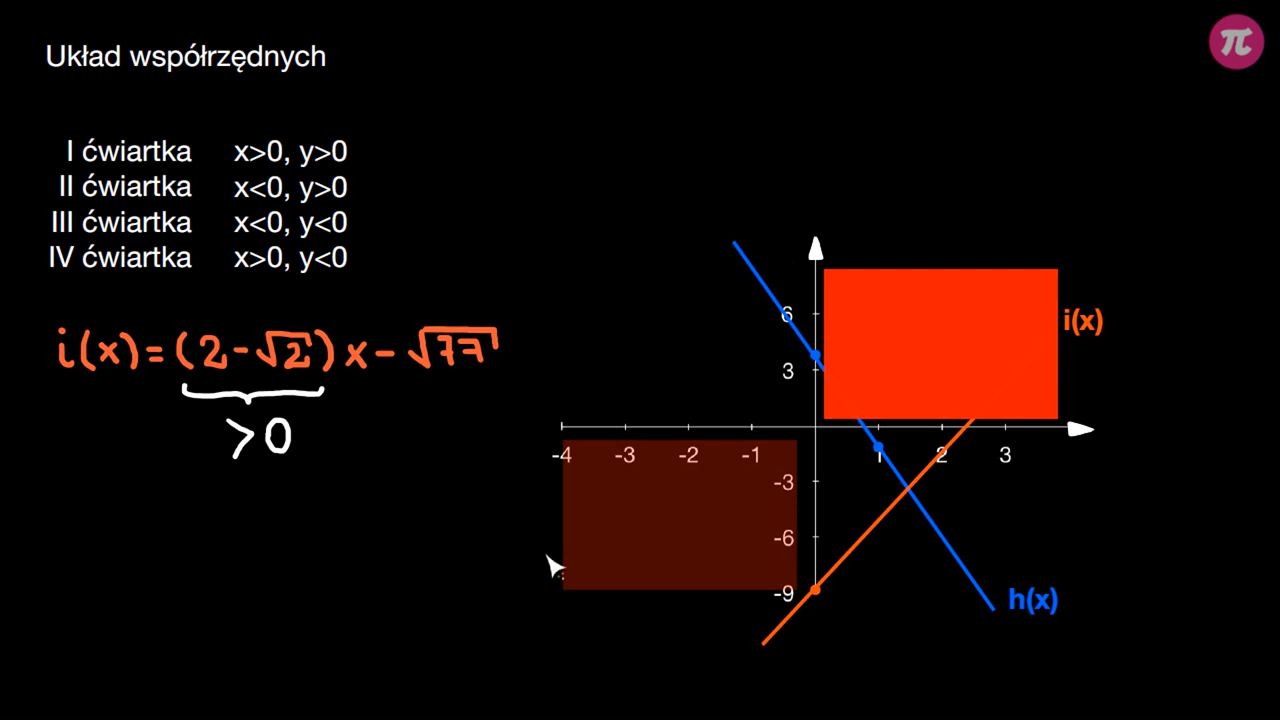 π
Układ współrzędnych
I ćwiartka x>0, y>0
II ćwiartka x<0, y>0
III ćwiartka x<0, y<0
IV ćwiartka x>0, y<0
i(x)=(2-√2)x-√77
>0
6
i(x)
3
-4 -3 -2 -1 1 2 3
-3
-6
-9
h(x)